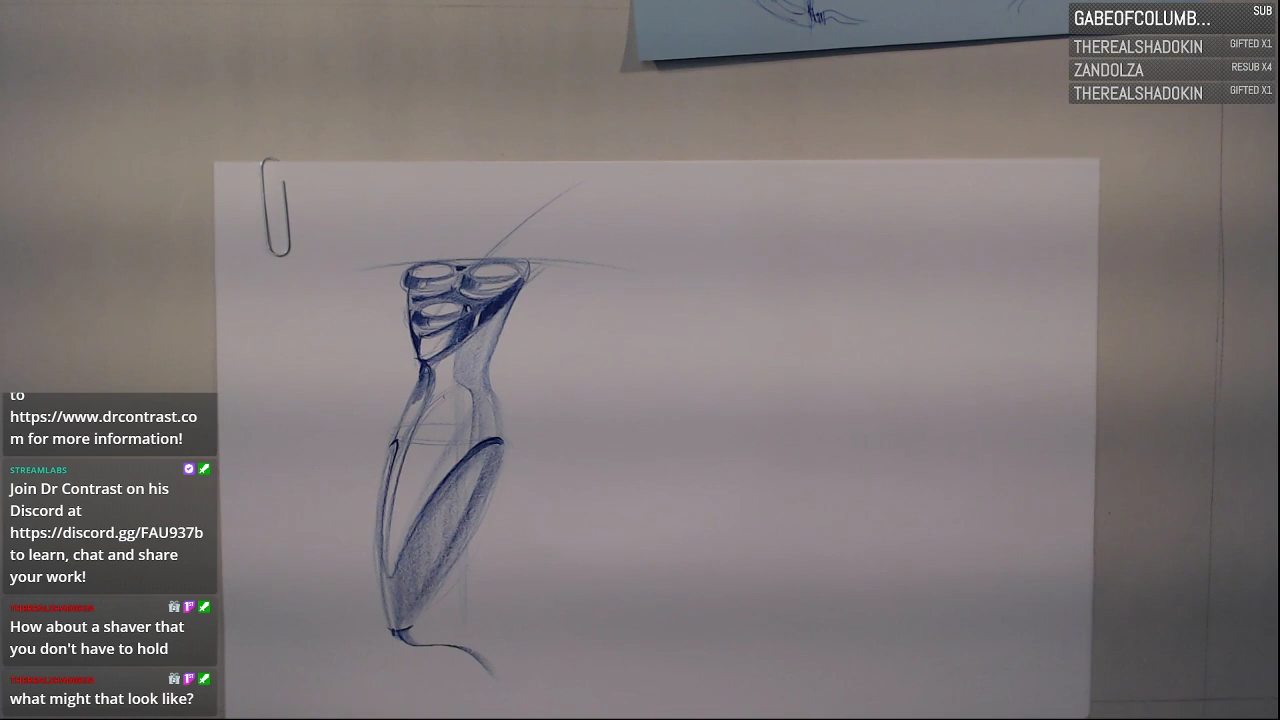 GABEOFCOLUMB... SUB
THEREALSHADOKIN GIFTED X1
ZANDOLZA RESUB X4
THEREALSHADOKIN GIFTED X1
to
https://www.drcontrast.co
m for more information!
STREAMLABS
Join Dr Contrast on his
Discord at
https://discord.gg/FAU937b
to learn, chat and share
your work!
THEREALSHADOKIN
How about a shaver that
you don't have to hold
THEREALSHADOKIN
what might that look like?